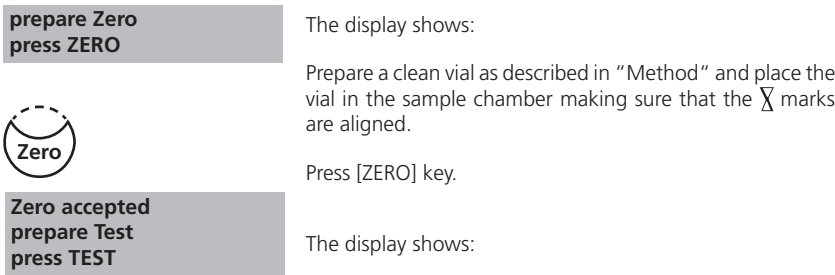 prepare Zero
press ZERO
The display shows:
Prepare a clean vial as described in “Method“ and place the
vial in the sample chamber making sure that the marks
are aligned.
Zero
Press [ZERO] key.
Zero accepted
prepare Test
press TEST
The display shows: